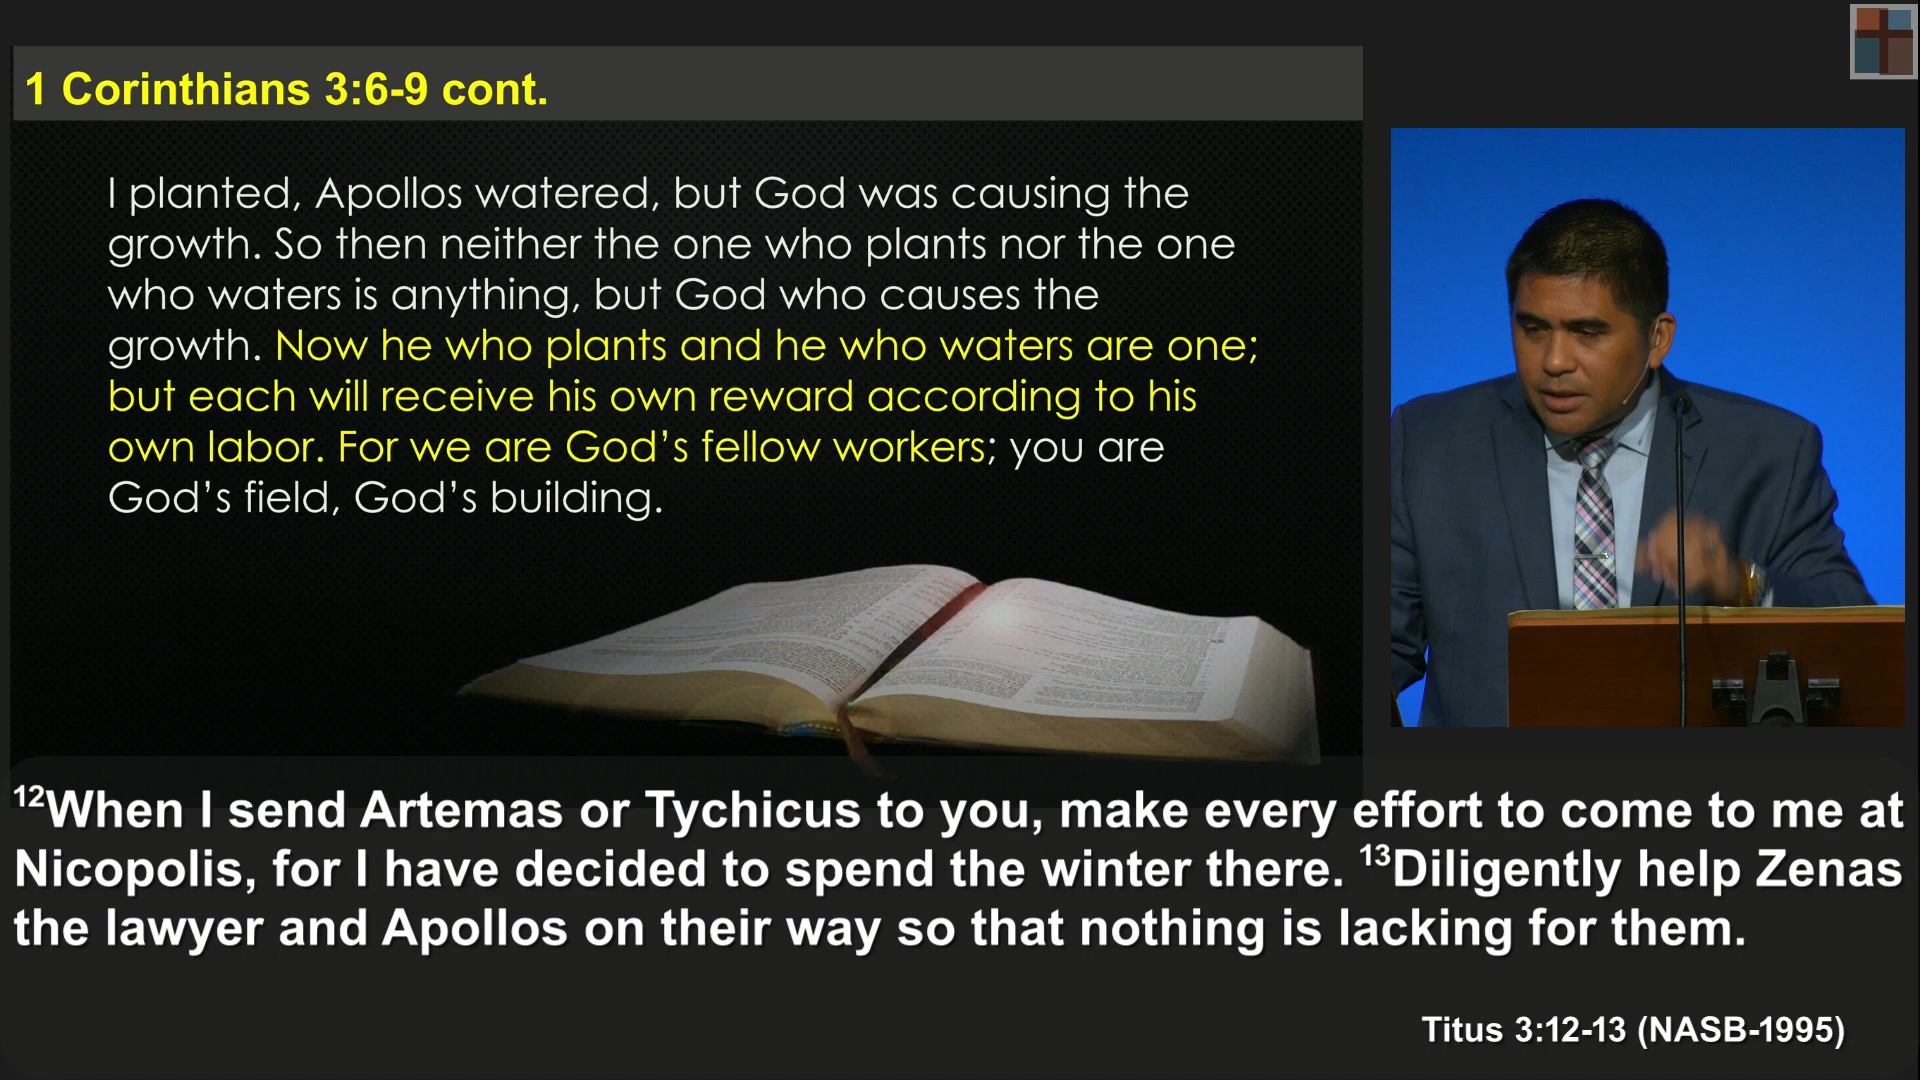 1 Corinthians 3:6-9 cont.
I planted, Apollos watered, but God was causing the
growth. So then neither the one who plants nor the one
who waters is anything, but God who causes the
growth. Now he who plants and he who waters are one;
but each will receive his own reward according to his
own labor. For we are God’s fellow workers; you are
God’s field, God’s building.
¹²When I send Artemas or Tychicus to you, make every effort to come to me at
Nicopolis, for I have decided to spend the winter there. ¹³Diligently help Zenas
the lawyer and Apollos on their way so that nothing is lacking for them.
Titus 3:12-13 (NASB-1995)